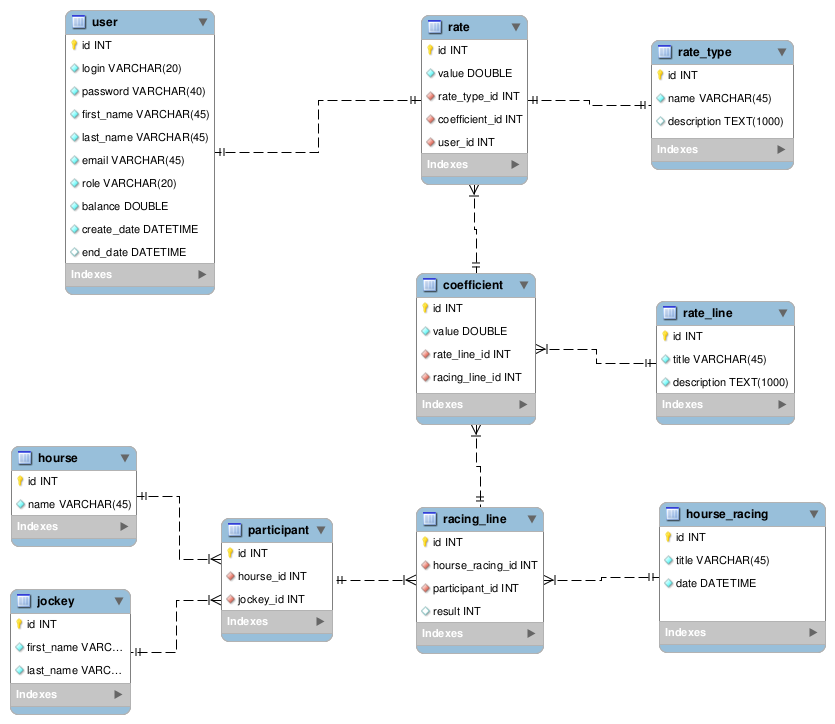 user
id INT
login VARCHAR(20)
password VARCHAR(40)
first_name VARCHAR(45)
last_name VARCHAR(45)
email VARCHAR(45)
role VARCHAR(20)
balance DOUBLE
create_date DATETIME
end_date DATETIME
Indexes
rate
id INT
value DOUBLE
rate_type_id INT
coefficient_id INT
user_id INT
Indexes
rate_type
id INT
name VARCHAR(45)
description TEXT(1000)
Indexes
coefficient
id INT
value DOUBLE
rate_line_id INT
racing_line_id INT
Indexes
rate_line
id INT
title VARCHAR(45)
description TEXT(1000)
Indexes
hourse
id INT
name VARCHAR(45)
Indexes
participant
id INT
hourse_id INT
jockey_id INT
Indexes
racing_line
id INT
hourse_racing_id INT
participant_id INT
result INT
Indexes
hourse_racing
id INT
title VARCHAR(45)
date DATETIME
Indexes
jockey
id INT
first_name VARC...
last_name VARC...
Indexes